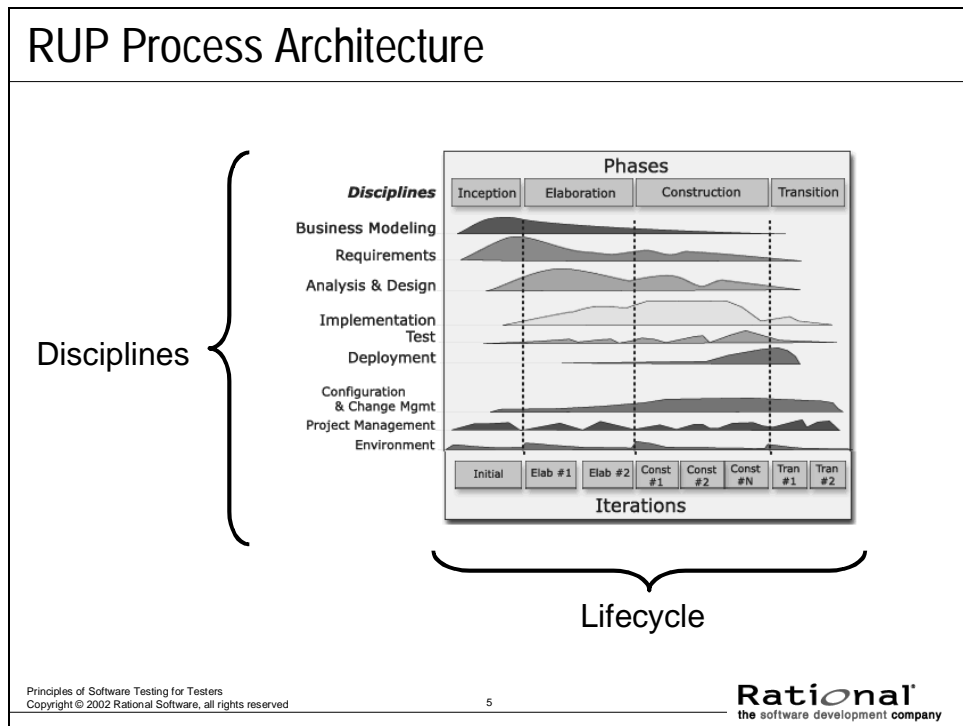 RUP Process Architecture
Phases
Disciplines
Inception
Elaboration
Construction
Transition
Business Modeling
Requirements
Analysis & Design
Implementation
Test
Deployment
Configuration
& Change Mgmt
Project Management
Environment
Initial
Elab #1
Elab #2
Const
#1
Const
#2
Const
#N
Tran
#1
Tran
#2
Iterations
Disciplines
Lifecycle
Principles of Software Testing for Testers
Copyright © 2002 Rational Software, all rights reserved
5
Rational
the software development company